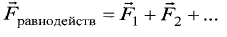 F⃗равнодейств = F⃗1 + F⃗2 + ...